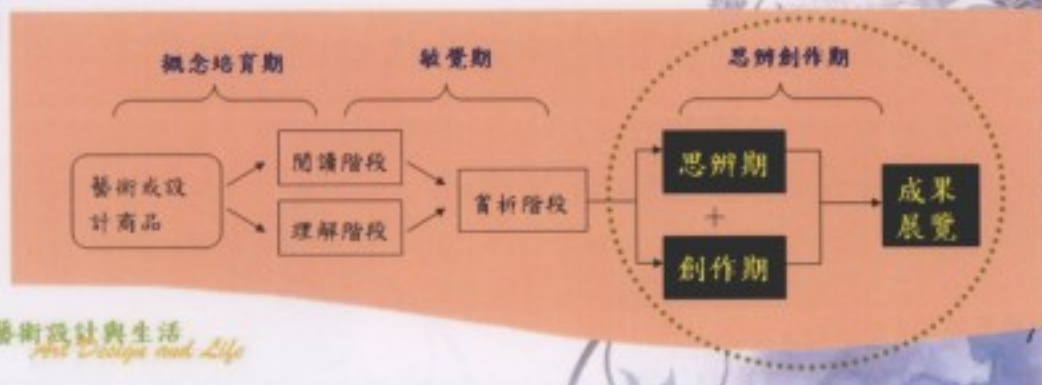 概念培育期
敏覺期
思辨創作期
藝術或設
計商品
閱讀階段
理解階段
賞析階段
思辨期
+
創作期
成果
展覽
藝術設計與生活
Art Design and Life